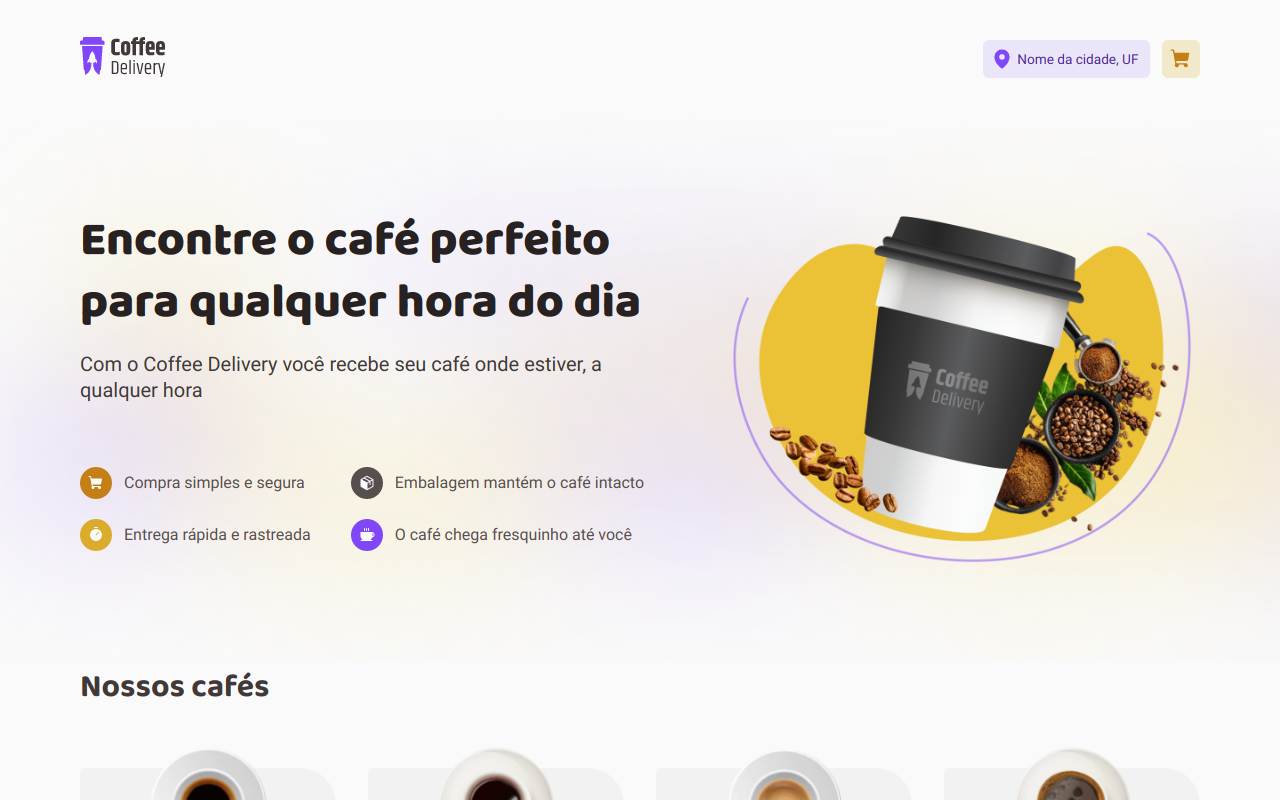 Coffee
Delivery
Nome da cidade, UF
Encontre o café perfeito
para qualquer hora do dia
Com o Coffee Delivery você recebe seu café onde estiver, a
qualquer hora
Compra simples e segura
Embalagem mantém o café intacto
Entrega rápida e rastreada
O café chega fresquinho até você
Coffee
Delivery
Nossos cafés